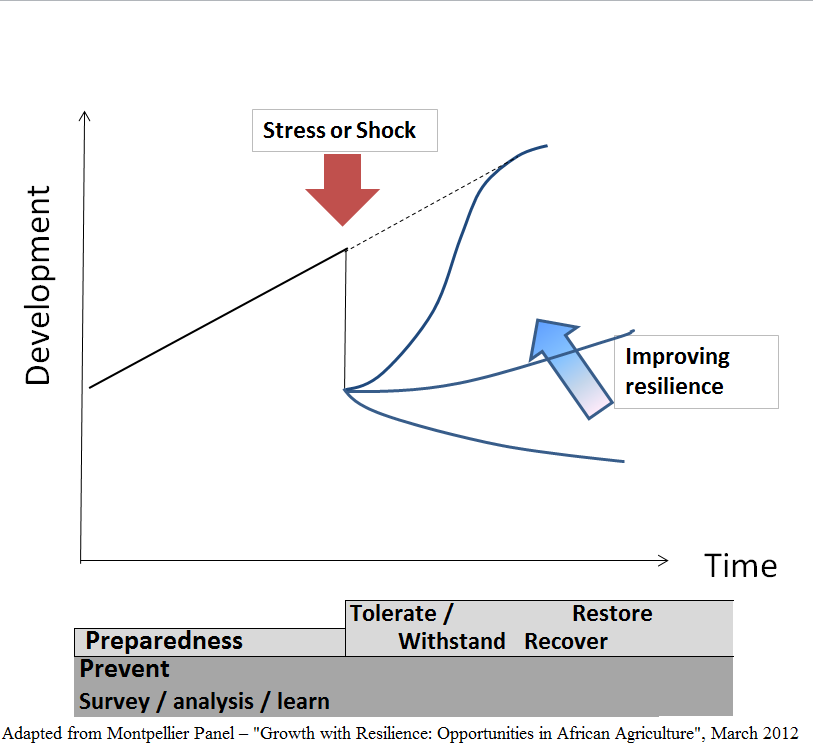 Stress or Shock
Development
Improving
resilience
Time
Tolerate / Restore
Withstand Recover
Preparedness
Prevent
Survey / analysis / learn
Adapted from Montpellier Panel – "Growth with Resilience: Opportunities in African Agriculture", March 2012